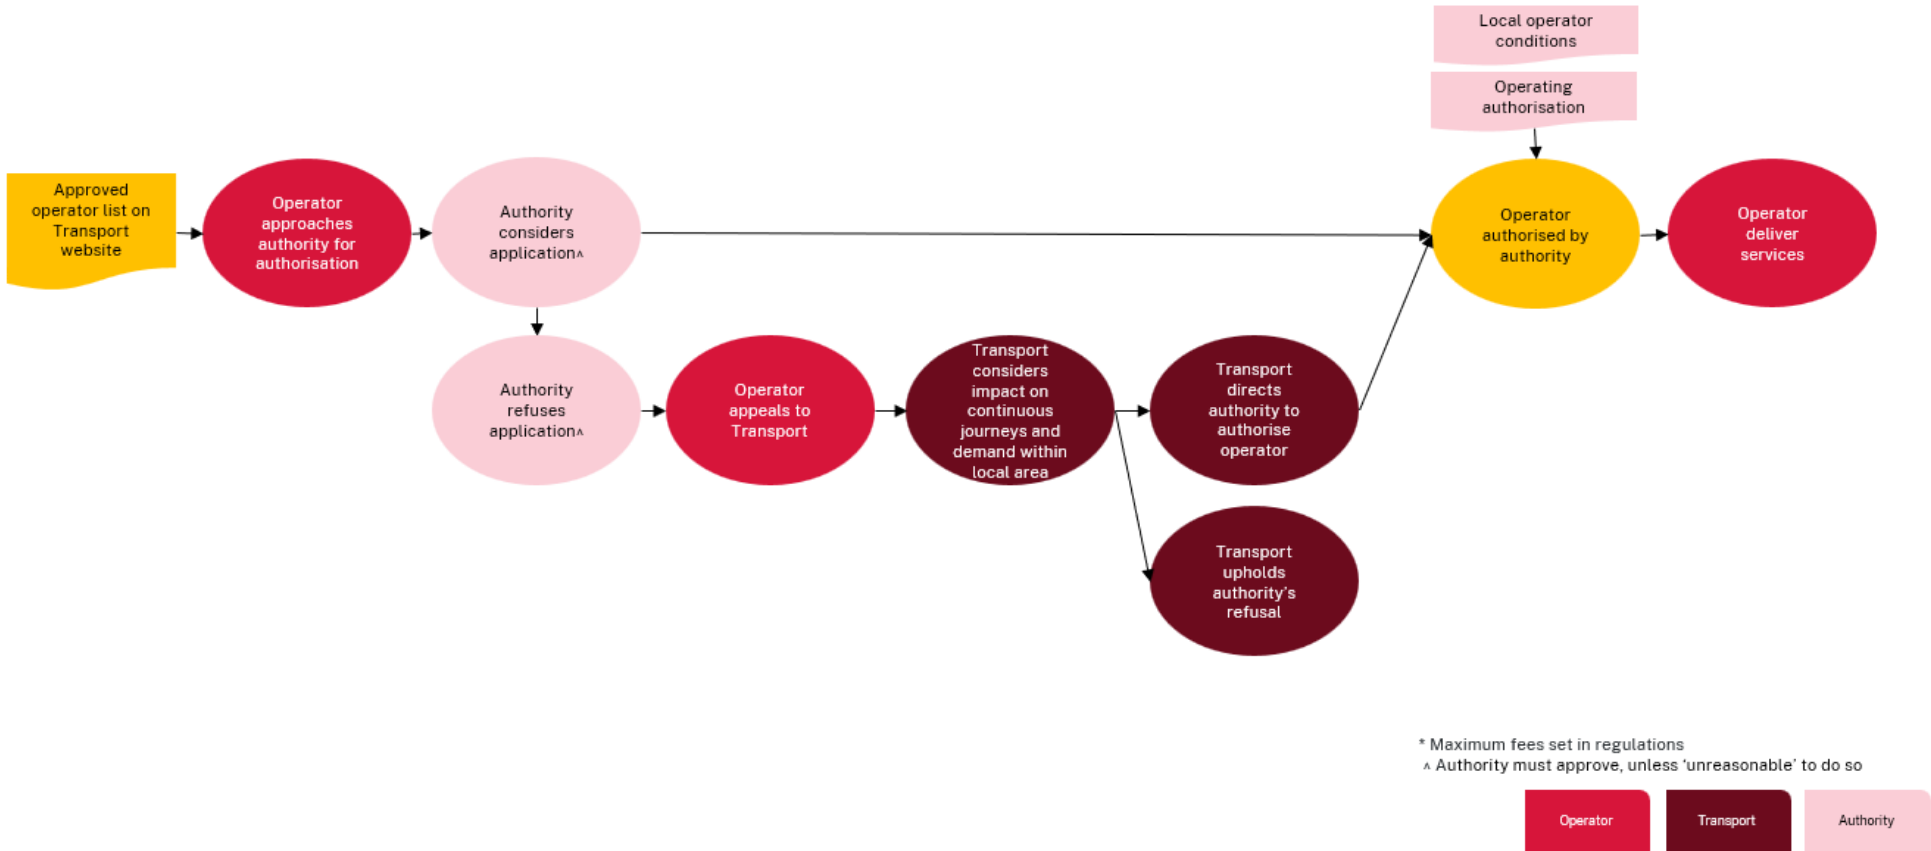 Local operator
conditions
Operating
authorisation
Approved
operator list on
Transport
website
Operator
approaches
authority for
authorisation
Authority
considers
application^
Operator
authorised by
authority
Operator
deliver
services
Authority
refuses
application^
Operator
appeals to
Transport
Transport
considers
impact on
continuous
journeys and
demand within
local area
Transport
directs
authority to
authorise
operator
Transport
upholds
authority’s
refusal
* Maximum fees set in regulations
^ Authority must approve, unless ‘unreasonable’ to do so
Operator
Transport
Authority